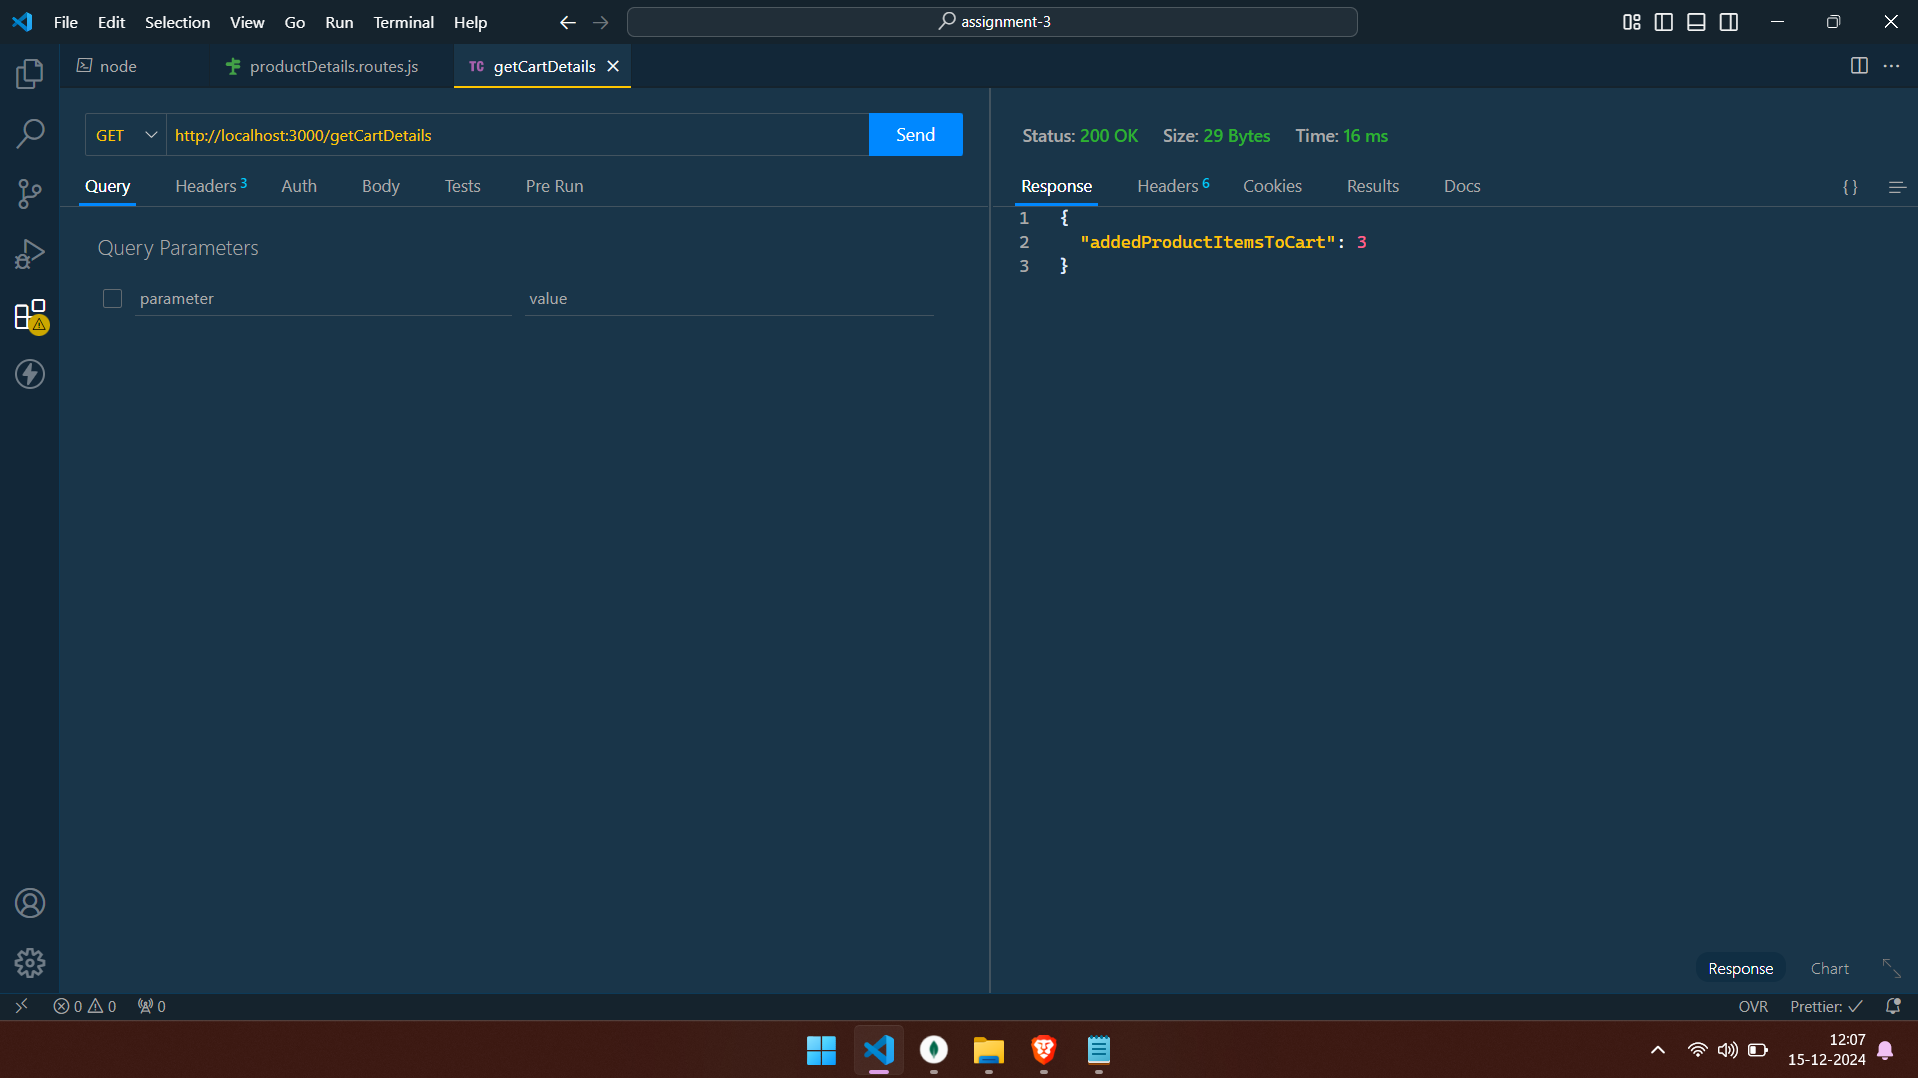 File Edit Selection View Go Run Terminal Help
assignment-3
node
productDetails.routes.js
TC getCartDetails
GET http://localhost:3000/getCartDetails Send
Query Headers 3 Auth Body Tests Pre Run
Query Parameters
parameter value
Status: 200 OK Size: 29 Bytes Time: 16 ms
Response Headers 6 Cookies Results Docs
{}
1 {
2 "addedProductItemsToCart": 3
3 }
Response Chart
0 0 0
OVR Prettier:
12:07
15-12-2024